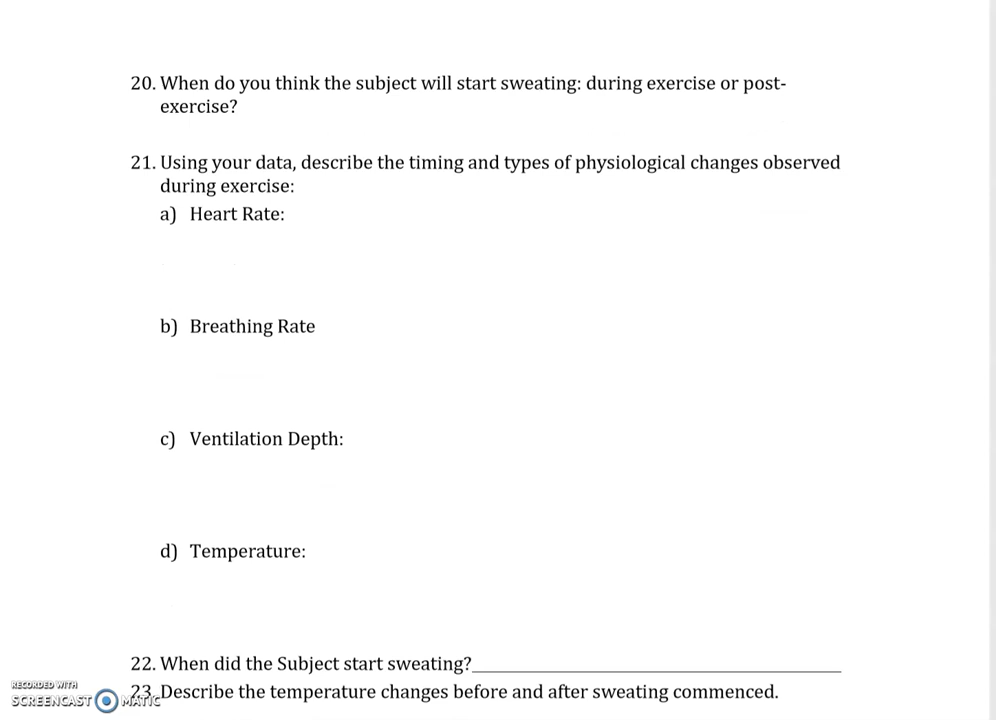 20. When do you think the subject will start sweating: during exercise or post-
exercise?
21. Using your data, describe the timing and types of physiological changes observed
during exercise:
a) Heart Rate:
b) Breathing Rate
c) Ventilation Depth:
d) Temperature:
22. When did the Subject start sweating?
23. Describe the temperature changes before and after sweating commenced.
RECORDED WITH
SCREENCAST MATIC